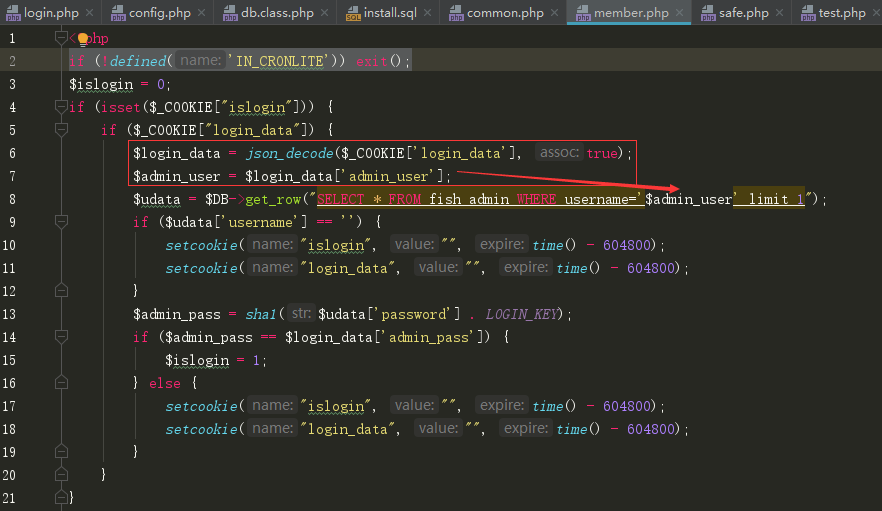 login.php × config.php × db.class.php × install.sql × common.php × member.php × safe.php × test.php ×
1 <?php
2 if (!defined( name: 'IN_CRONLITE')) exit();
3 $islogin = 0;
4 if (isset($_COOKIE["islogin"])) {
5 if ($_COOKIE["login_data"]) {
6 $login_data = json_decode($_COOKIE['login_data'], assoc: true);
7 $admin_user = $login_data['admin_user'];
8 $udata = $DB->get_row("SELECT * FROM fish_admin WHERE username='$admin_user' limit 1");
9 if ($udata['username'] == '') {
10 setcookie( name: "islogin", value: "", expire: time() - 604800);
11 setcookie( name: "login_data", value: "", expire: time() - 604800);
12 }
13 $admin_pass = sha1( str: $udata['password'] . LOGIN_KEY);
14 if ($admin_pass == $login_data['admin_pass']) {
15 $islogin = 1;
16 } else {
17 setcookie( name: "islogin", value: "", expire: time() - 604800);
18 setcookie( name: "login_data", value: "", expire: time() - 604800);
19 }
20 }
21 }